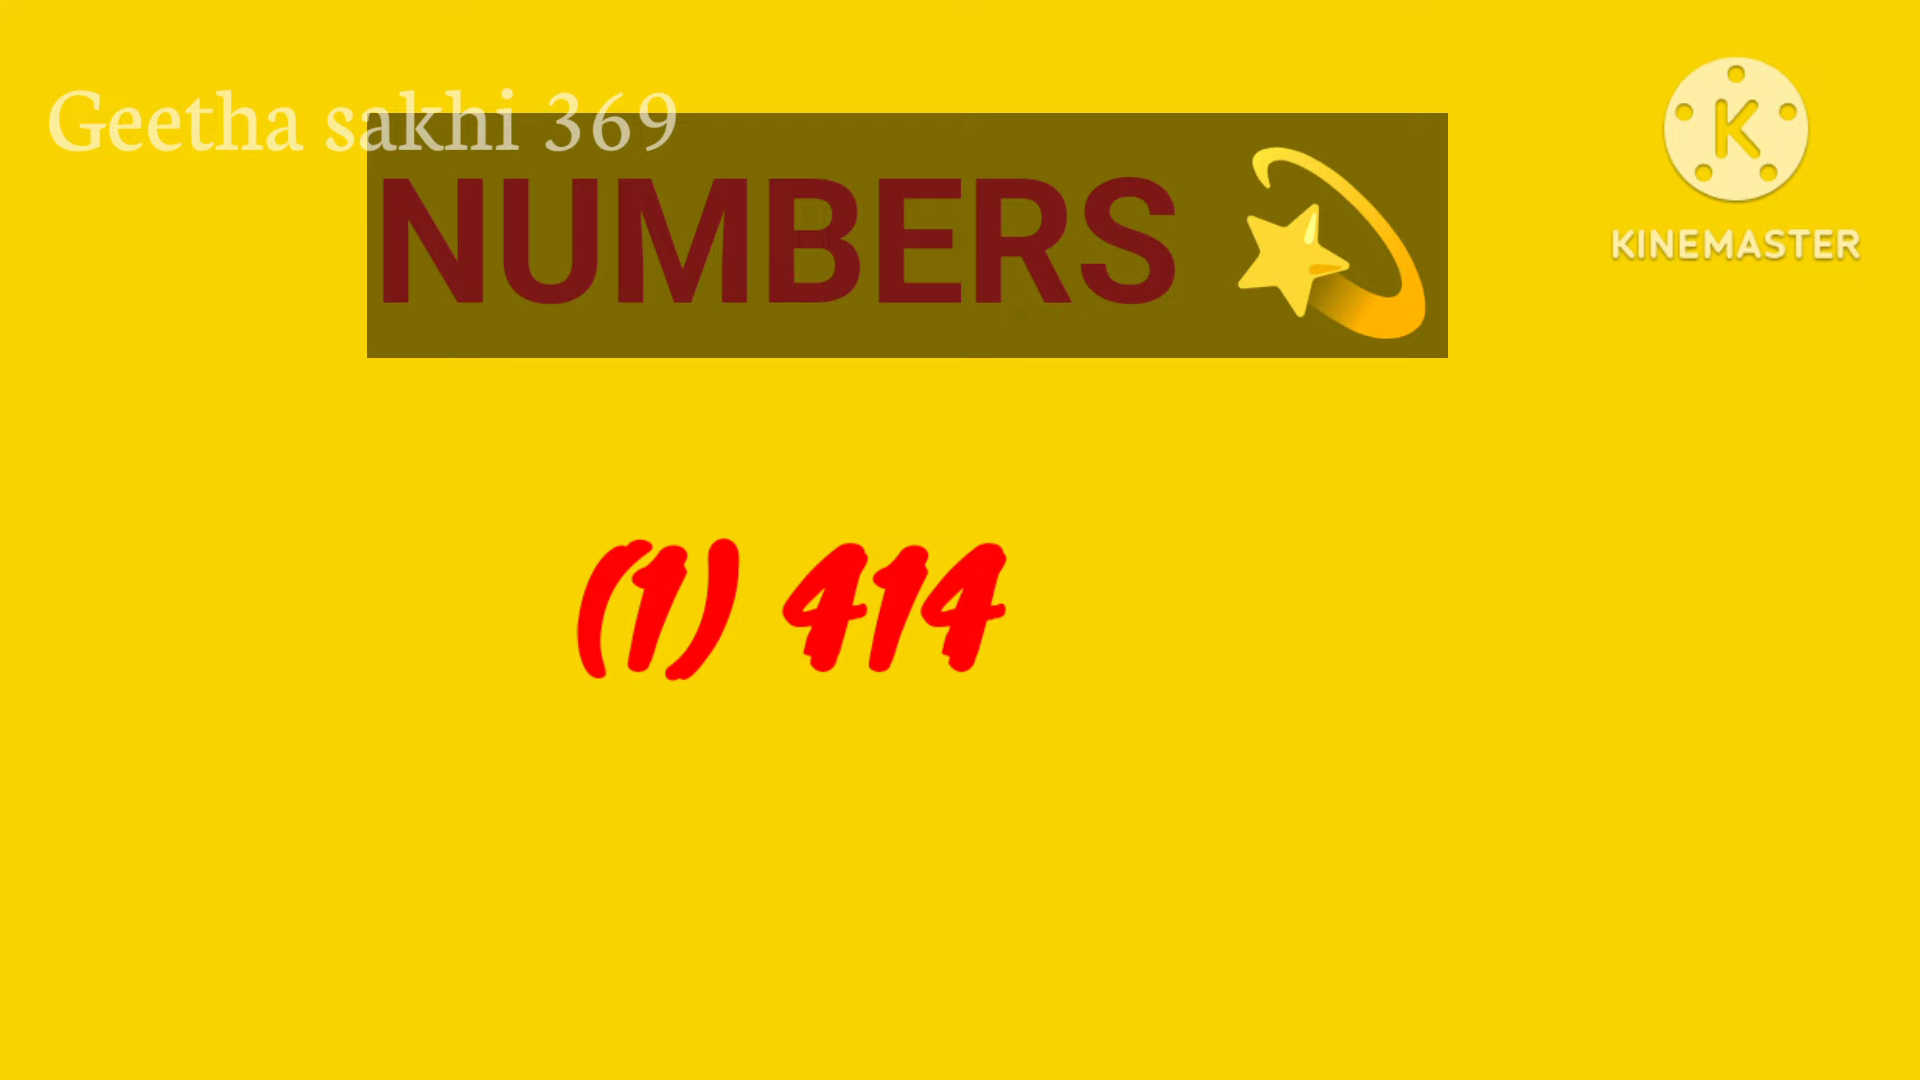 Geetha sakhi 369
NUMBERS 💫
K
KINEMASTER
(1) 414